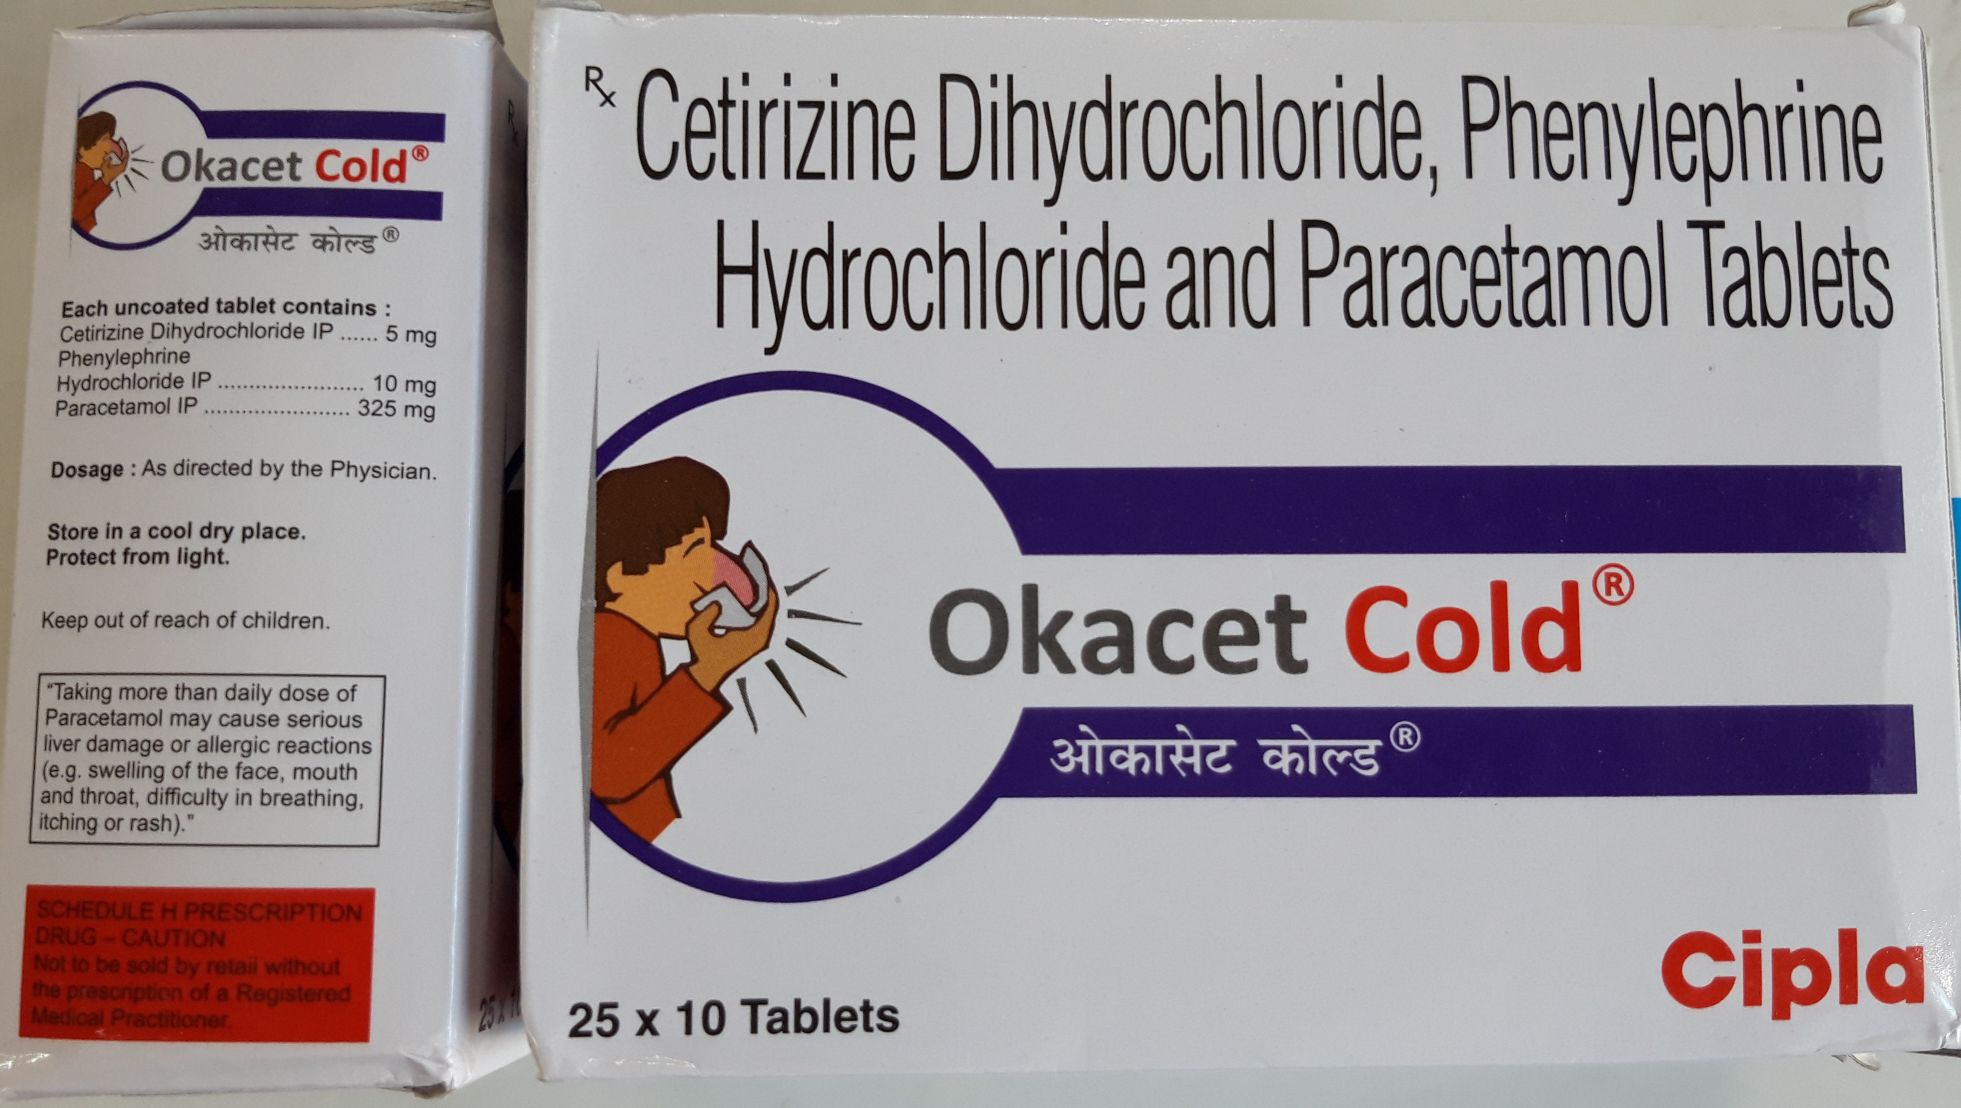 Okacet Cold®
ओकासेट कोल्ड®
Each uncoated tablet contains :
Cetirizine Dihydrochloride IP ...... 5 mg
Phenylephrine
Hydrochloride IP ........................ 10 mg
Paracetamol IP ........................ 325 mg
Dosage : As directed by the Physician.
Store in a cool dry place.
Protect from light.
Keep out of reach of children.
“Taking more than daily dose of
Paracetamol may cause serious
liver damage or allergic reactions
(e.g. swelling of the face, mouth
and throat, difficulty in breathing,
itching or rash).”
SCHEDULE H PRESCRIPTION
DRUG – CAUTION
Not to be sold by retail without
the prescription of a Registered
Medical Practitioner.
Rx
25 x 10
Rx Cetirizine Dihydrochloride, Phenylephrine
Hydrochloride and Paracetamol Tablets
Okacet Cold®
ओकासेट कोल्ड®
Cipla
25 x 10 Tablets